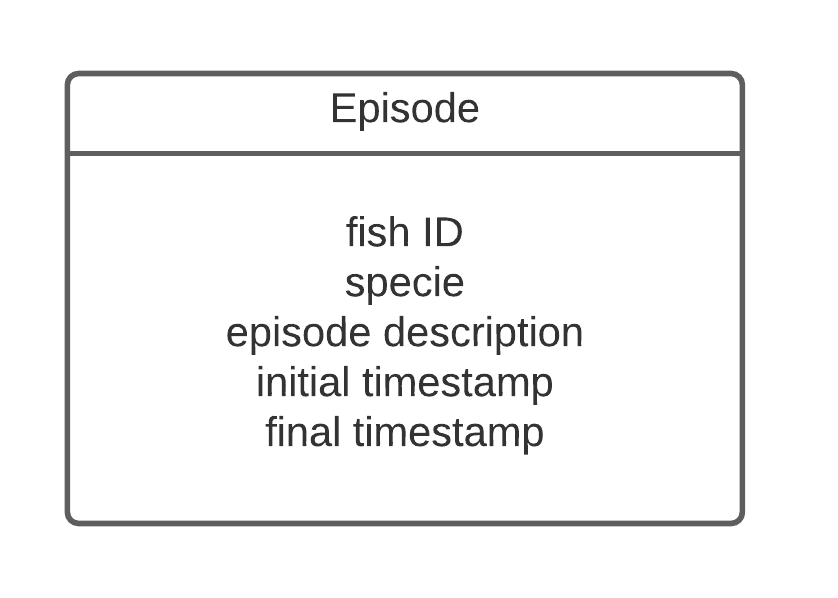 Episode
fish ID
specie
episode description
initial timestamp
final timestamp